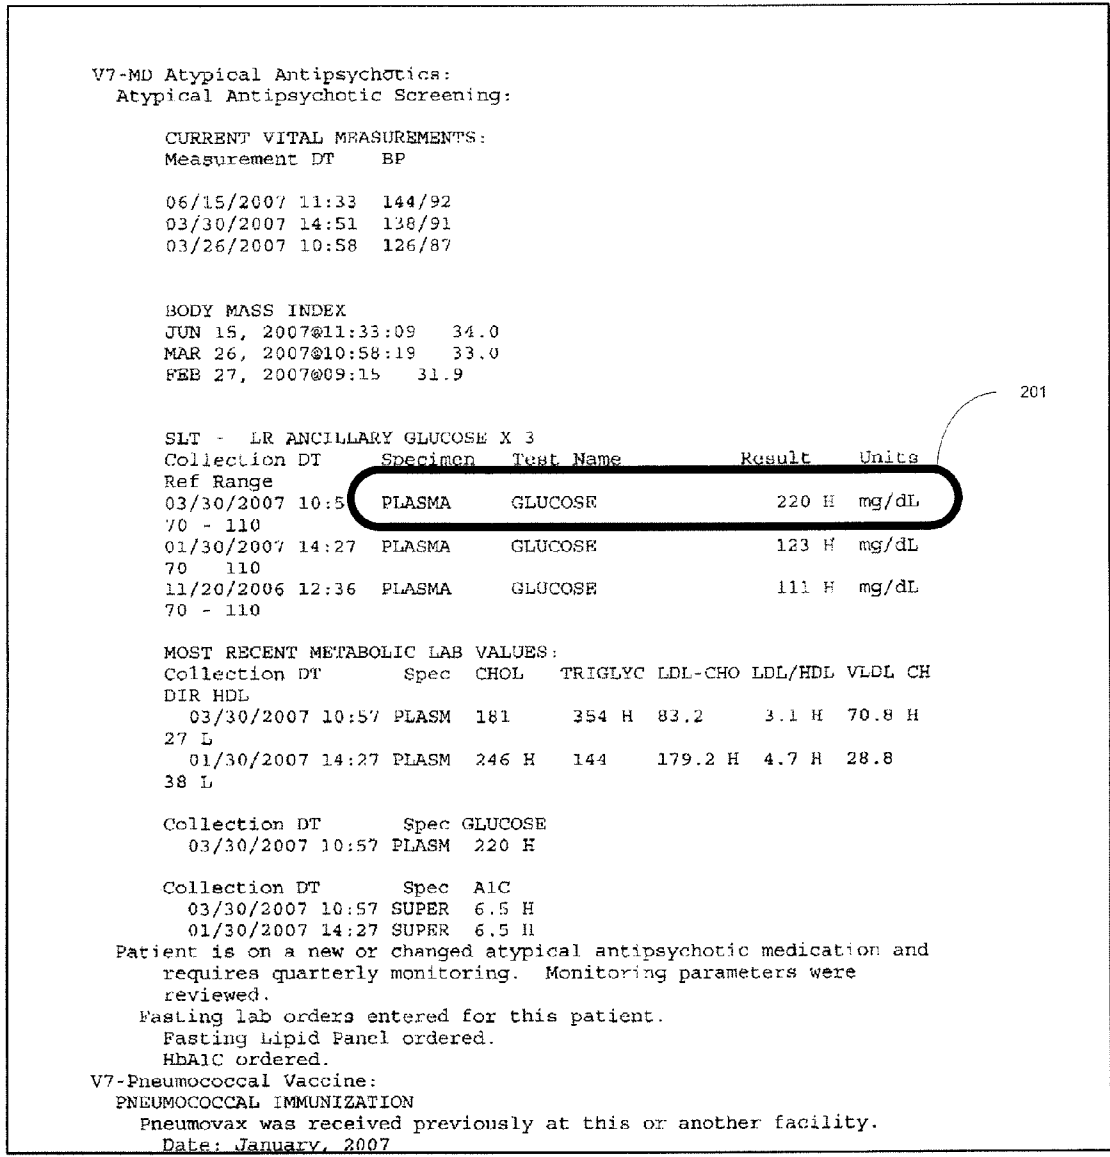 V7-MD Atypical Antipsychotics:
Atypical Antipsychotic Screening:
CURRENT VITAL MEASUREMENTS:
Measurement DT BP
06/15/2007 11:33 144/92
03/30/2007 14:51 138/91
03/26/2007 10:58 126/87
BODY MASS INDEX
JUN 15, 2007@11:33:09 34.0
MAR 26, 2007@10:58:19 33.0
FEB 27, 2007@09:15 31.9
201
SLT - LR ANCILLARY GLUCOSE X 3
Collection DT Specimen Test Name Result Units
Ref Range
03/30/2007 10:5 PLASMA GLUCOSE 220 H mg/dL
70 - 110
01/30/2007 14:27 PLASMA GLUCOSE 123 H mg/dL
70 110
11/20/2006 12:36 PLASMA GLUCOSE 111 H mg/dL
70 - 110
MOST RECENT METABOLIC LAB VALUES:
Collection DT Spec CHOL TRIGLYC LDL-CHO LDL/HDL VLDL CH
DIR HDL
03/30/2007 10:57 PLASM 181 354 H 83.2 3.1 H 70.8 H
27 L
01/30/2007 14:27 PLASM 246 H 144 179.2 H 4.7 H 28.8
38 L
Collection DT Spec GLUCOSE
03/30/2007 10:57 PLASM 220 H
Collection DT Spec A1C
03/30/2007 10:57 SUPER 6.5 H
01/30/2007 14:27 SUPER 6.5 H
Patient is on a new or changed atypical antipsychotic medication and
requires quarterly monitoring. Monitoring parameters were
reviewed.
Fasting lab orders entered for this patient.
Fasting Lipid Panel ordered.
HbA1C ordered.
V7-Pneumococcal Vaccine:
PNEUMOCOCCAL IMMUNIZATION
Pneumovax was received previously at this or another facility.
Date: January, 2007